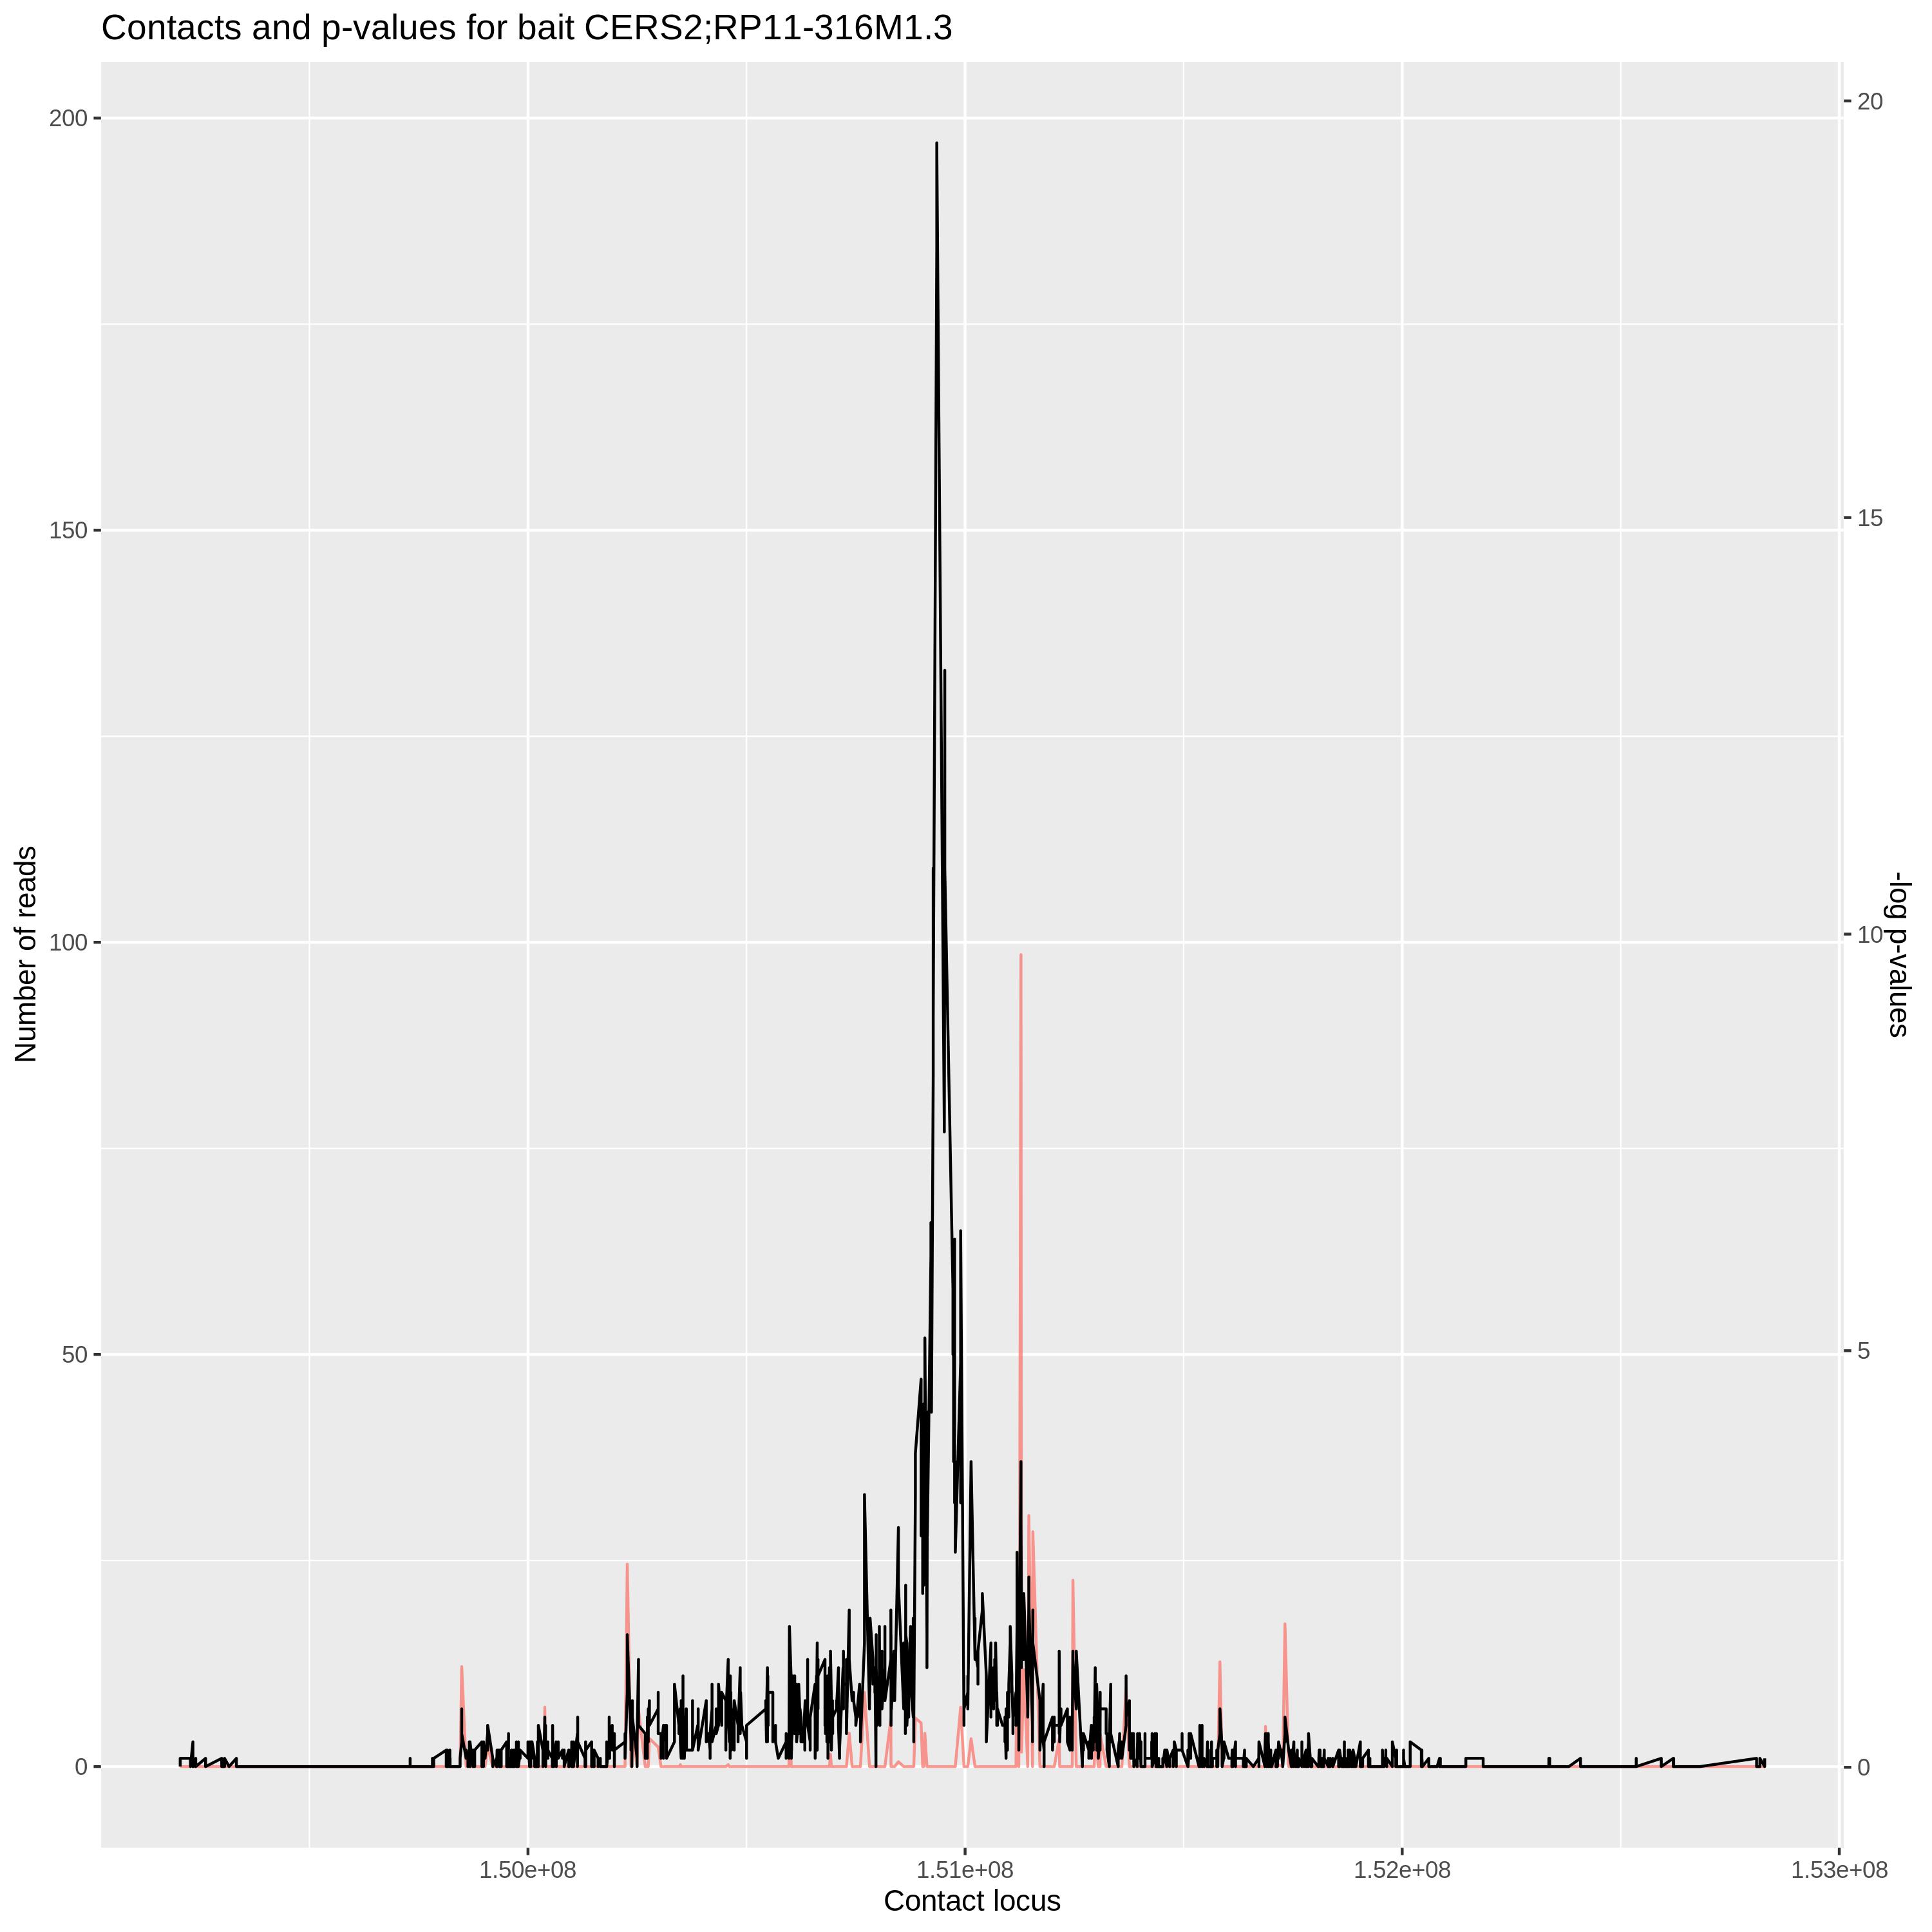 Contacts and p-values for bait CERS2;RP11-316M1.3
200
150
100
50
0
Number of reads
20
15
10
5
0
-log p-values
1.50e+08
1.51e+08
1.52e+08
1.53e+08
Contact locus